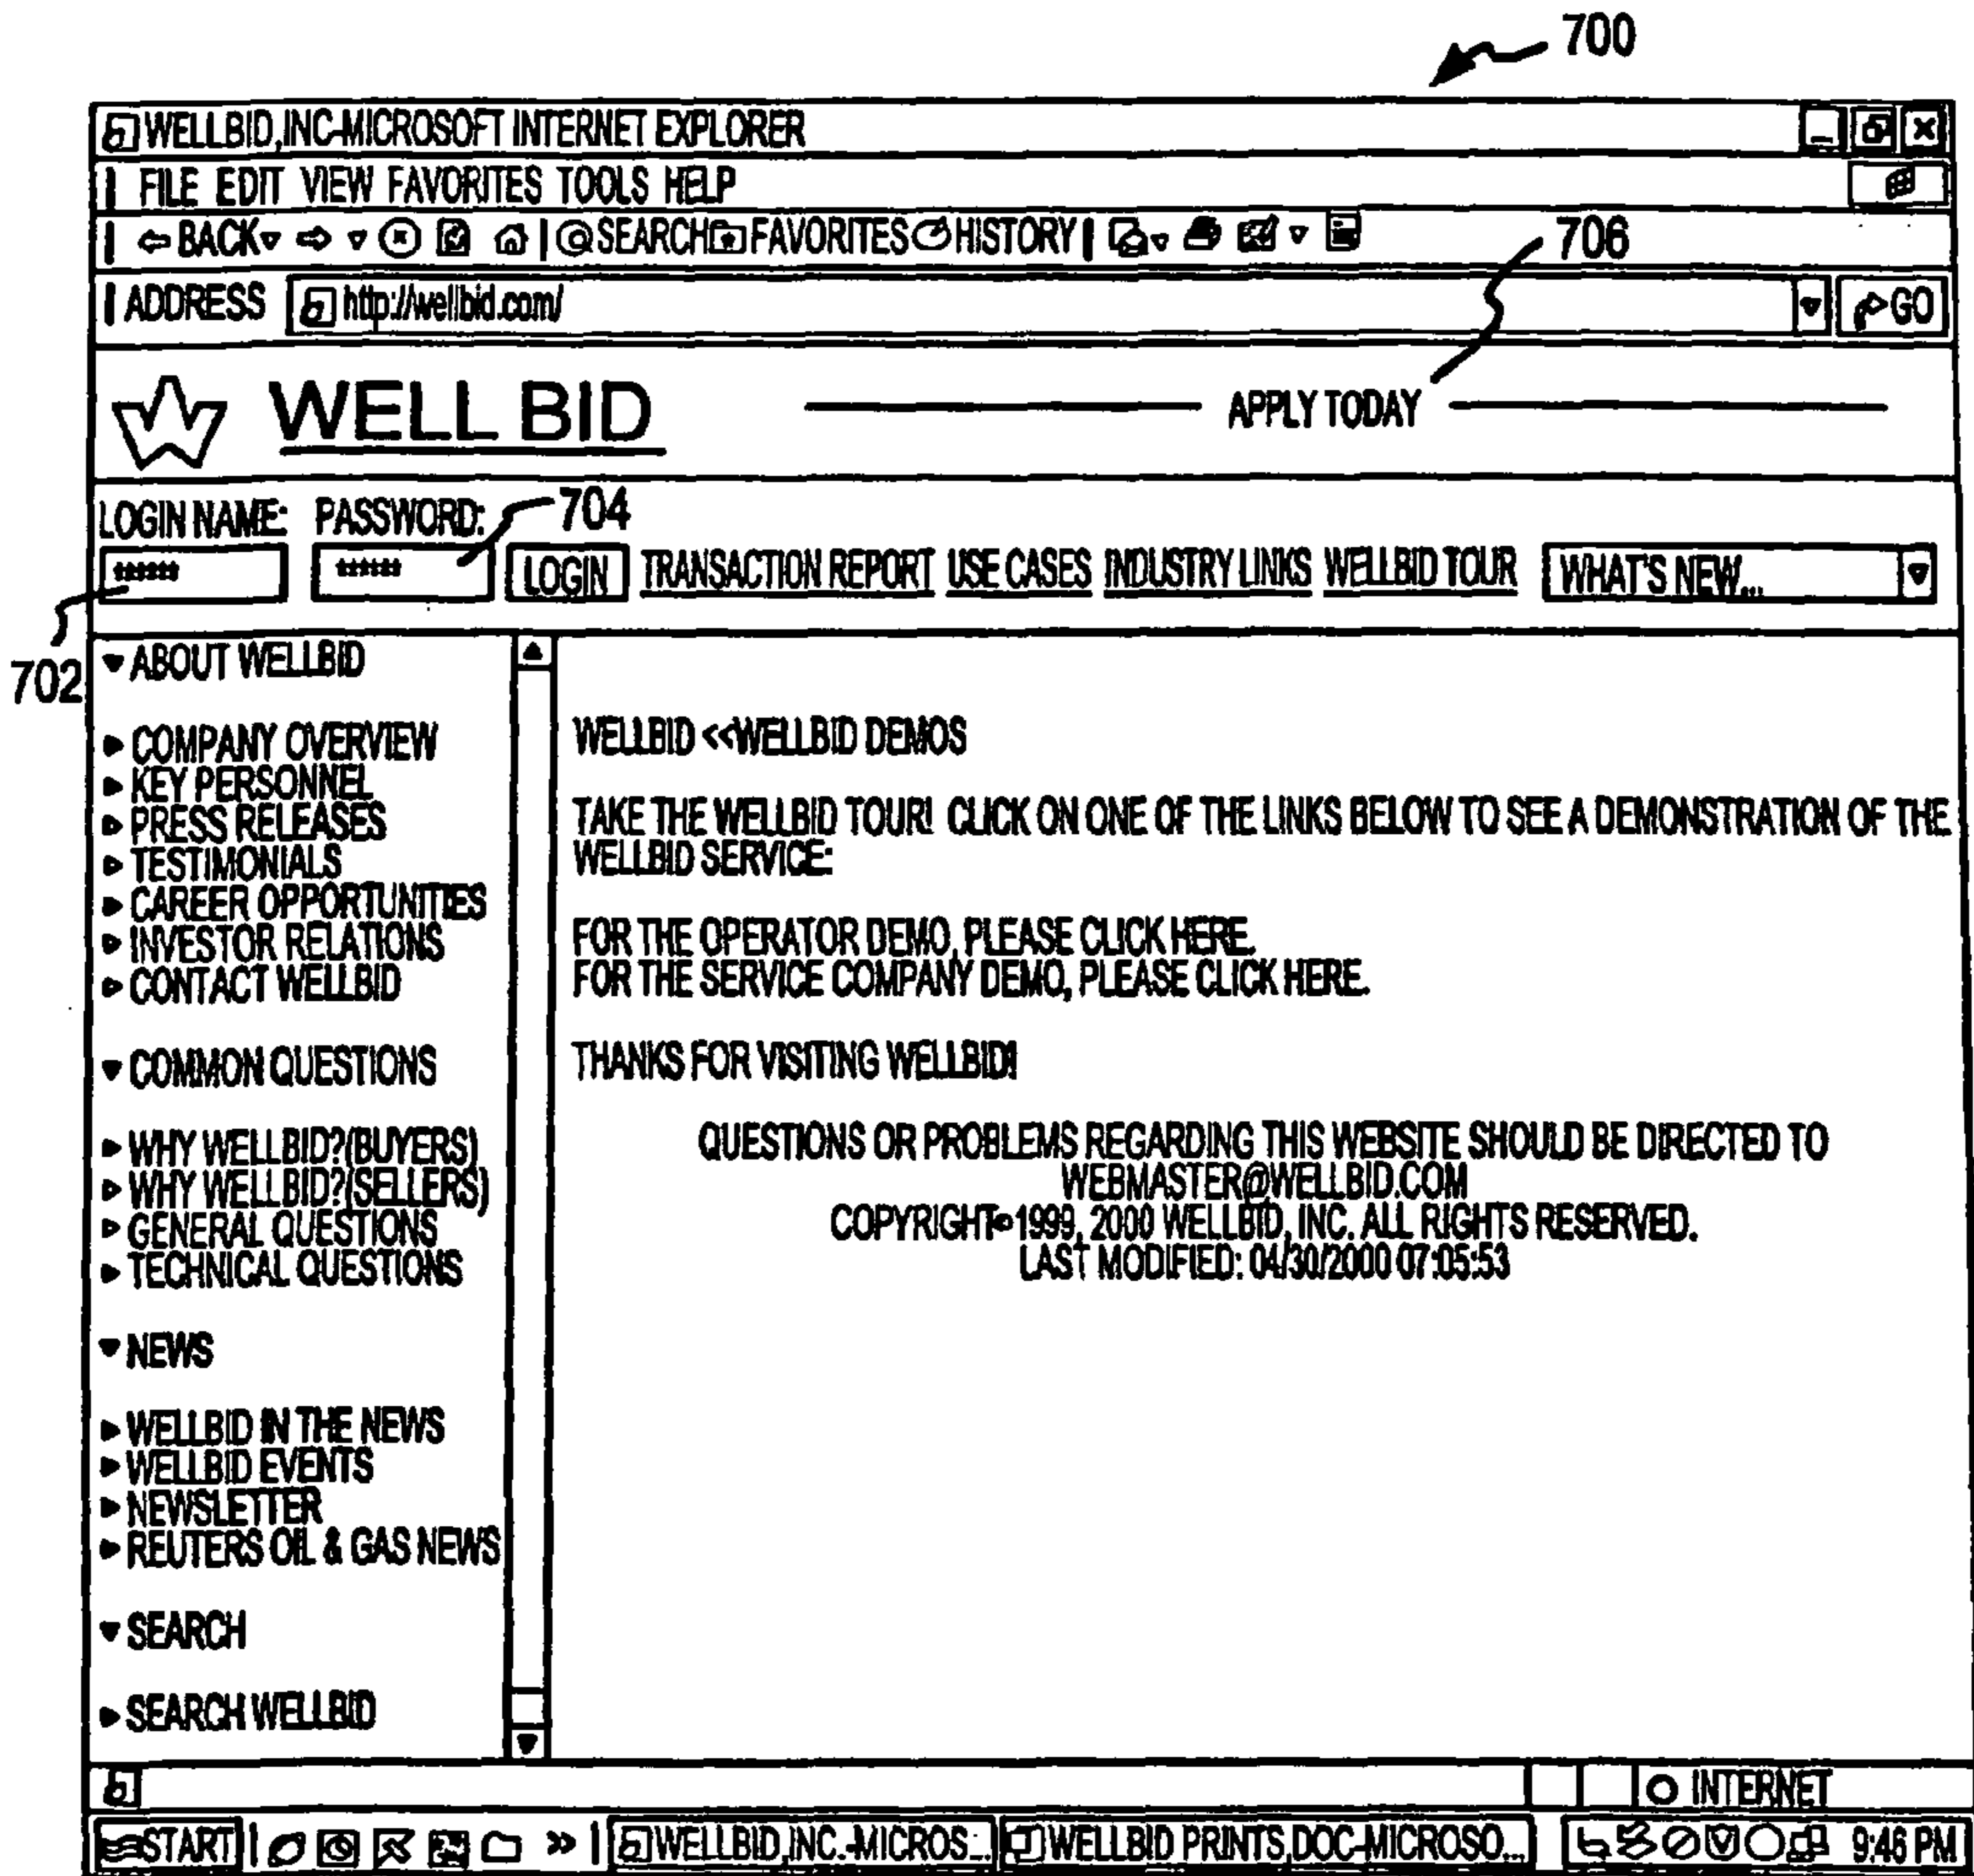 700
WELLBID,INC-MICROSOFT INTERNET EXPLORER
FILE EDIT VIEW FAVORITES TOOLS HELP
BACK SEARCH FAVORITES HISTORY
706
ADDRESS http://wellbid.com/ GO
WELL BID APPLY TODAY
LOGIN NAME: PASSWORD: 704
****** ****** LOGIN TRANSACTION REPORT USE CASES INDUSTRY LINKS WELLBID TOUR WHAT'S NEW...
702
ABOUT WELLBID
COMPANY OVERVIEW
KEY PERSONNEL
PRESS RELEASES
TESTIMONIALS
CAREER OPPORTUNITIES
INVESTOR RELATIONS
CONTACT WELLBID
COMMON QUESTIONS
WHY WELLBID?(BUYERS)
WHY WELLBID?(SELLERS)
GENERAL QUESTIONS
TECHNICAL QUESTIONS
NEWS
WELLBID IN THE NEWS
WELLBID EVENTS
NEWSLETTER
REUTERS OIL & GAS NEWS
SEARCH
SEARCH WELLBID
WELLBID <<WELLBID DEMOS
TAKE THE WELLBID TOUR! CLICK ON ONE OF THE LINKS BELOW TO SEE A DEMONSTRATION OF THE
WELLBID SERVICE:
FOR THE OPERATOR DEMO, PLEASE CLICK HERE.
FOR THE SERVICE COMPANY DEMO, PLEASE CLICK HERE.
THANKS FOR VISITING WELLBID!
QUESTIONS OR PROBLEMS REGARDING THIS WEBSITE SHOULD BE DIRECTED TO
WEBMASTER@WELLBID.COM
COPYRIGHT©1999, 2000 WELLBID, INC. ALL RIGHTS RESERVED.
LAST MODIFIED: 04/30/2000 07:05:53
INTERNET
START » WELLBID,INC.-MICROS... WELLBID PRINTS,DOC-MICROSO... 9:46 PM